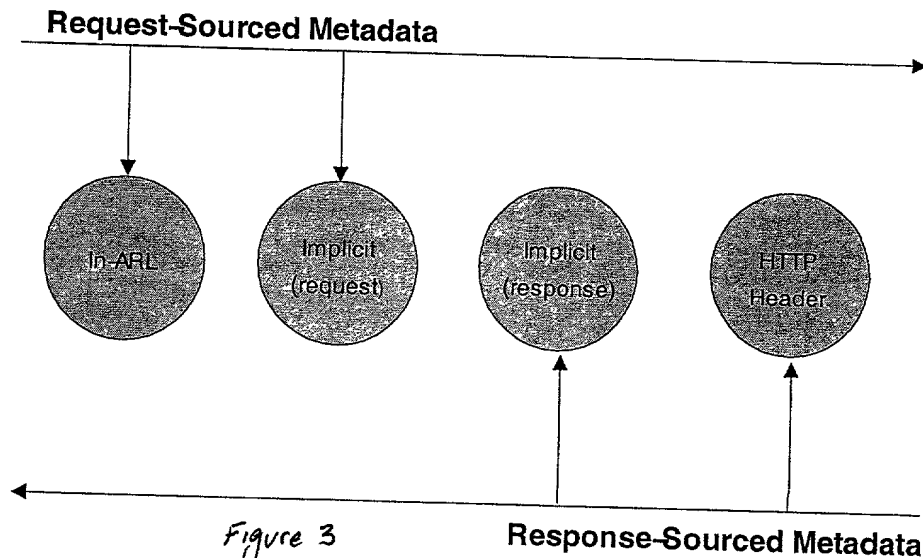 Request-Sourced Metadata
In-ARL
Implicit
(request)
Implicit
(response)
HTTP
Header
Figure 3
Response-Sourced Metadata